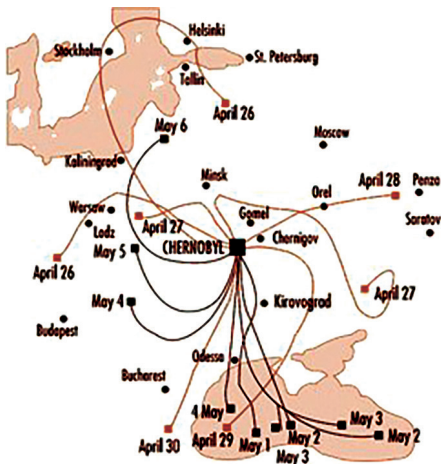 Helsinki
Stockholm
St. Petersburg
Tallin
April 26
May 6
Moscow
Kaliningrad
Minsk
April 28
Penza
Orel
Warsaw
Gomel
April 27
Saratov
Lodz
Chernigov
CHERNOBYL
May 5
April 26
April 27
May 4
Kirovograd
Budapest
Odessa
Bucharest
4 May
May 3
April 30
April 29
May 1
May 2
May 2
May 3